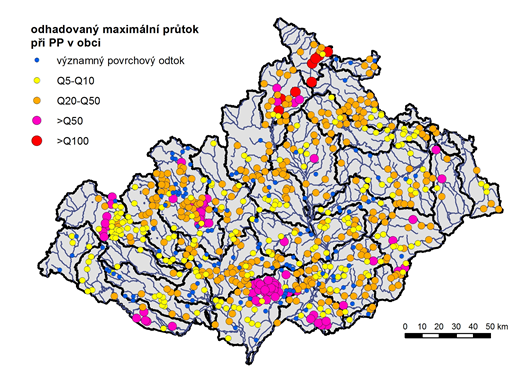 odhadovaný maximální průtok
při PP v obci
významný povrchový odtok
Q5-Q10
Q20-Q50
>Q50
>Q100
0 10 20 30 40 50 km